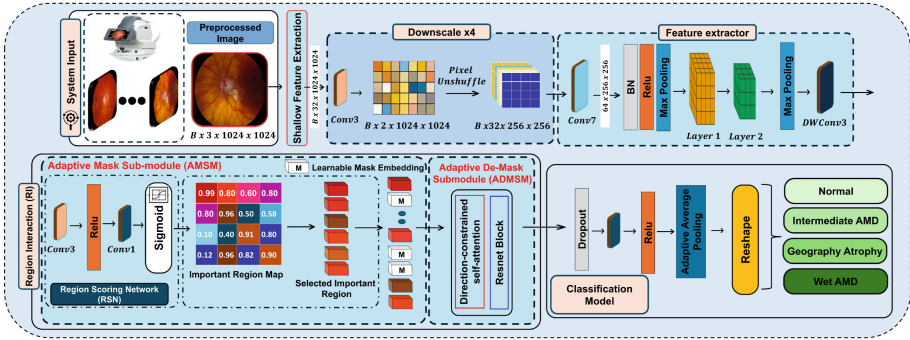 System Input
Preprocessed
Image
B x 3 x 1024 x 1024
Shallow Feature Extraction
B x 32 x 1024 x 1024
Downscale x4
Conv3
Pixel
Unshuffle
B x 2 x 1024 x 1024
B x32x 256 x 256
Feature extractor
Conv7
64 x 256 x 256
BN
Relu
Max Pooling
Layer 1
Layer 2
Max Pooling
DWConv3
Region Interaction (RI)
Adaptive Mask Sub-module (AMSM)
Conv3
Relu
Conv1
Sigmoid
Region Scoring Network
(RSN)
0.99 0.80 0.60 0.80
0.80 0.96 0.50 0.58
0.10 0.40 0.91 0.80
0.12 0.96 0.82 0.90
Important Region Map
M Learnable Mask Embedding
Selected Important
Region
M
M
M
Adaptive De-Mask
Submodule (ADMSM)
Direction-constrained
self-attention
Resnet Block
Dropout
Relu
Adaptive Average
Pooling
Reshape
Classification
Model
Normal
Intermediate AMD
Geography Atrophy
Wet AMD